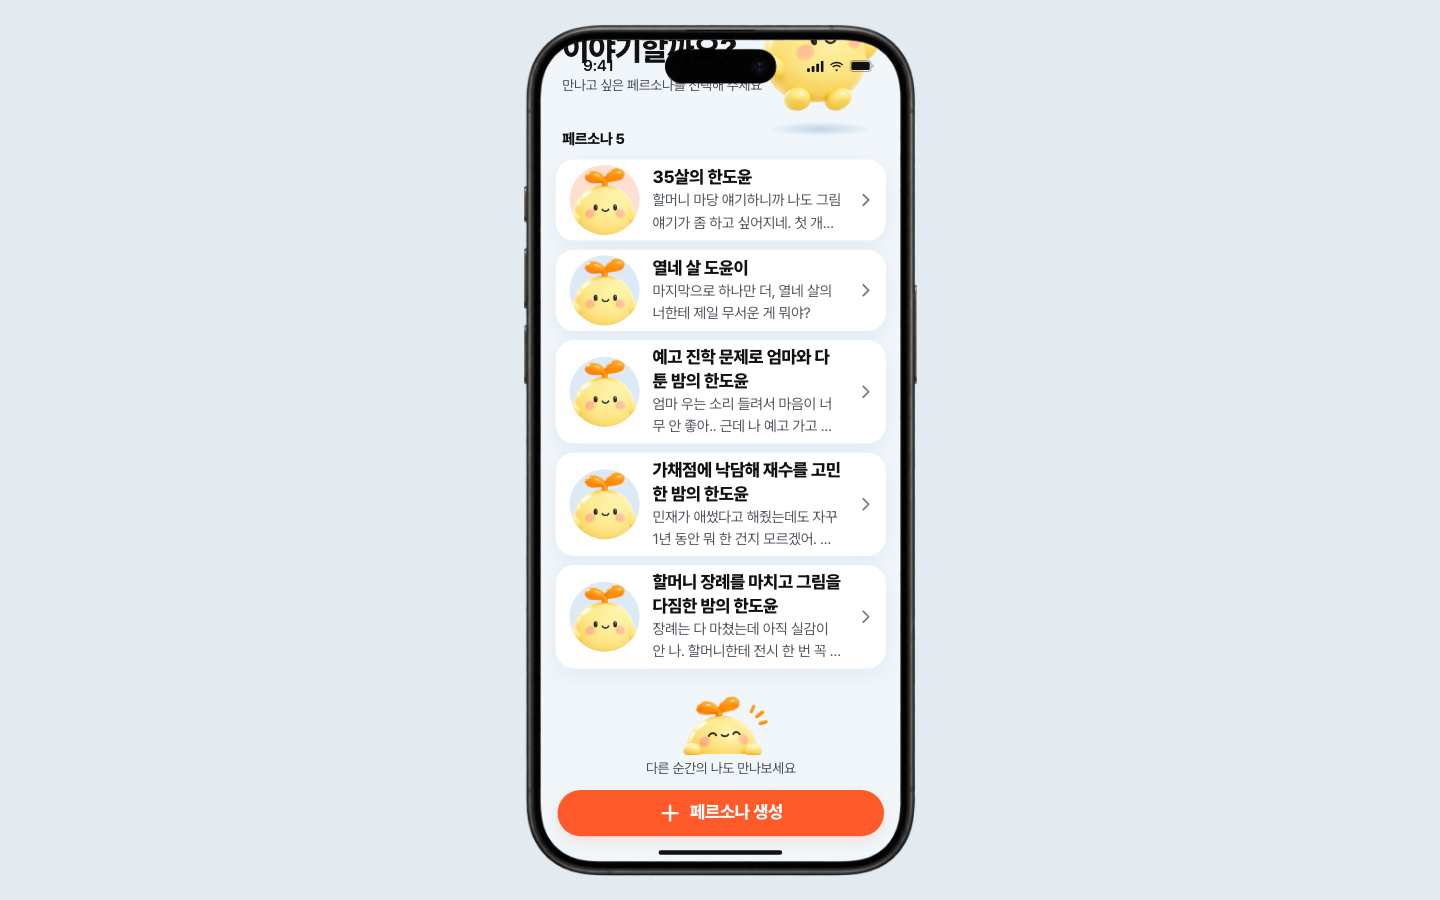 이야기할까요?
9:41
만나고 싶은 페르소나를 선택해 주세요
페르소나 5
35살의 한도윤
할머니 마당 얘기하니까 나도 그림
얘기가 좀 하고 싶어지네. 첫 개...
열네 살 도윤이
마지막으로 하나만 더, 열네 살의
너한테 제일 무서운 게 뭐야?
예고 진학 문제로 엄마와 다
툰 밤의 한도윤
엄마 우는 소리 들려서 마음이 너
무 안 좋아.. 근데 나 예고 가고 ...
가채점에 낙담해 재수를 고민
한 밤의 한도윤
민재가 애썼다고 해줬는데도 자꾸
1년 동안 뭐 한 건지 모르겠어. ...
할머니 장례를 마치고 그림을
다짐한 밤의 한도윤
장례는 다 마쳤는데 아직 실감이
안 나. 할머니한테 전시 한 번 꼭 ...
다른 순간의 나도 만나보세요
+ 페르소나 생성